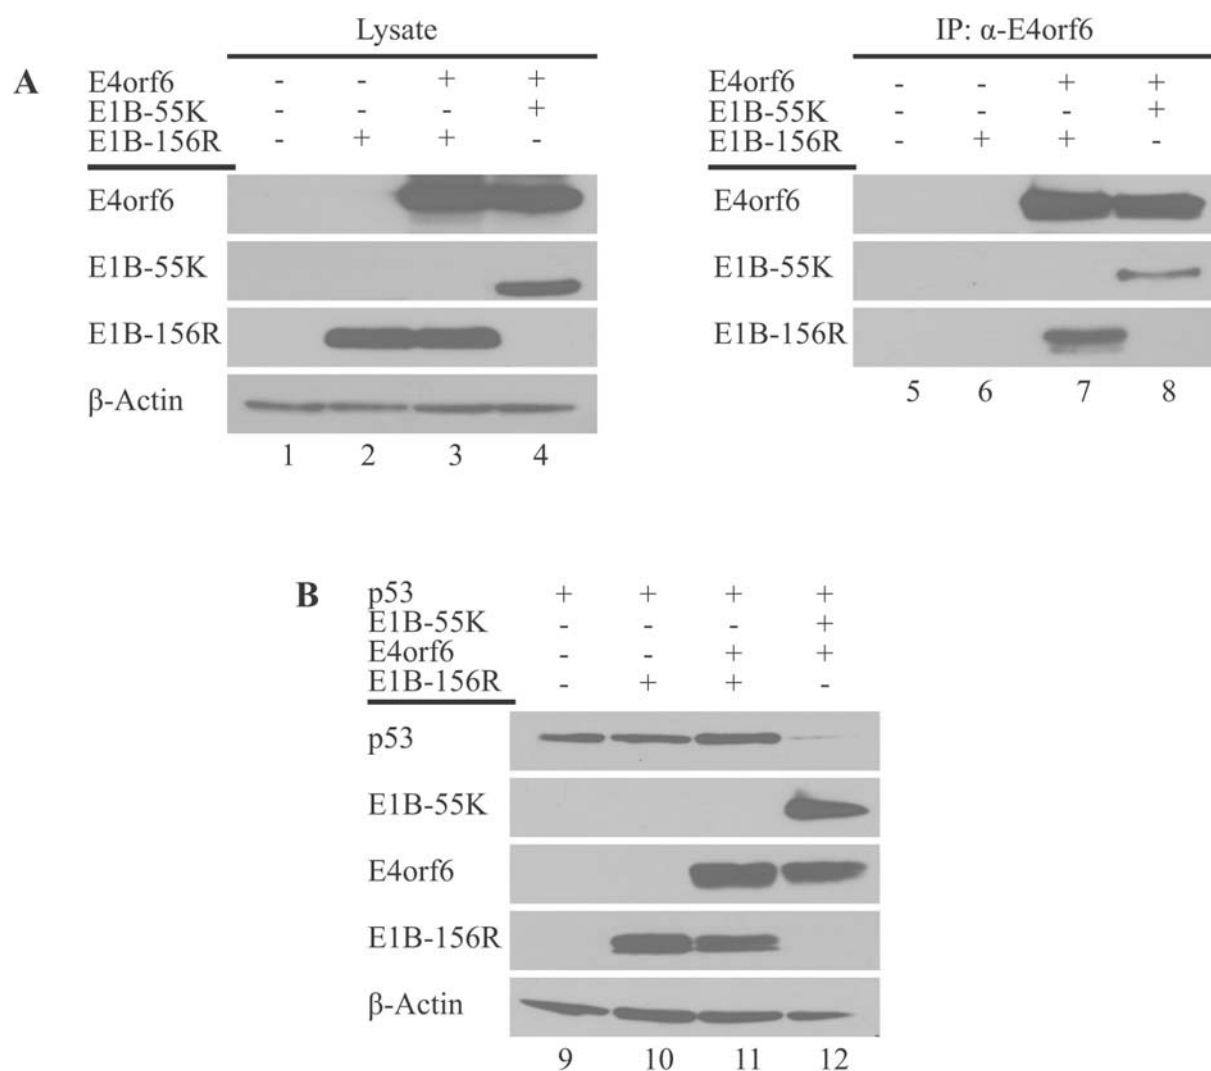 Lysate
A
E4orf6 - - + +
E1B-55K - - - +
E1B-156R - + + -
E4orf6
E1B-55K
E1B-156R
β-Actin
1 2 3 4
IP: α-E4orf6
E4orf6 - - + +
E1B-55K - - - +
E1B-156R - + + -
E4orf6
E1B-55K
E1B-156R
5 6 7 8
B
p53 + + + +
E1B-55K - - - +
E4orf6 - - + +
E1B-156R - + + -
p53
E1B-55K
E4orf6
E1B-156R
β-Actin
9 10 11 12